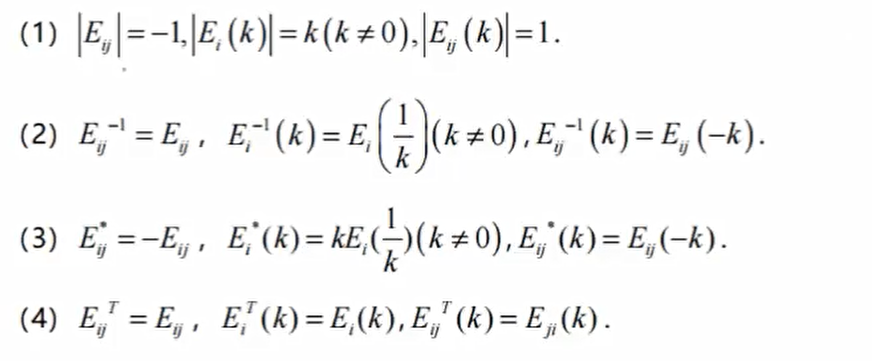 (1) |E_{ij}|=-1,|E_i(k)|=k(k≠0),|E_{ij}(k)|=1.
(2) E_{ij}^{-1}=E_{ij}, E_i^{-1}(k)=E_i(\frac{1}{k})(k≠0),E_{ij}^{-1}(k)=E_{ij}(-k).
(3) E_{ij}^*=-E_{ij}, E_i^*(k)=kE_i(\frac{1}{k})(k≠0),E_{ij}^*(k)=E_{ij}(-k).
(4) E_{ij}^T=E_{ij}, E_i^T(k)=E_i(k),E_{ij}^T(k)=E_{ji}(k).